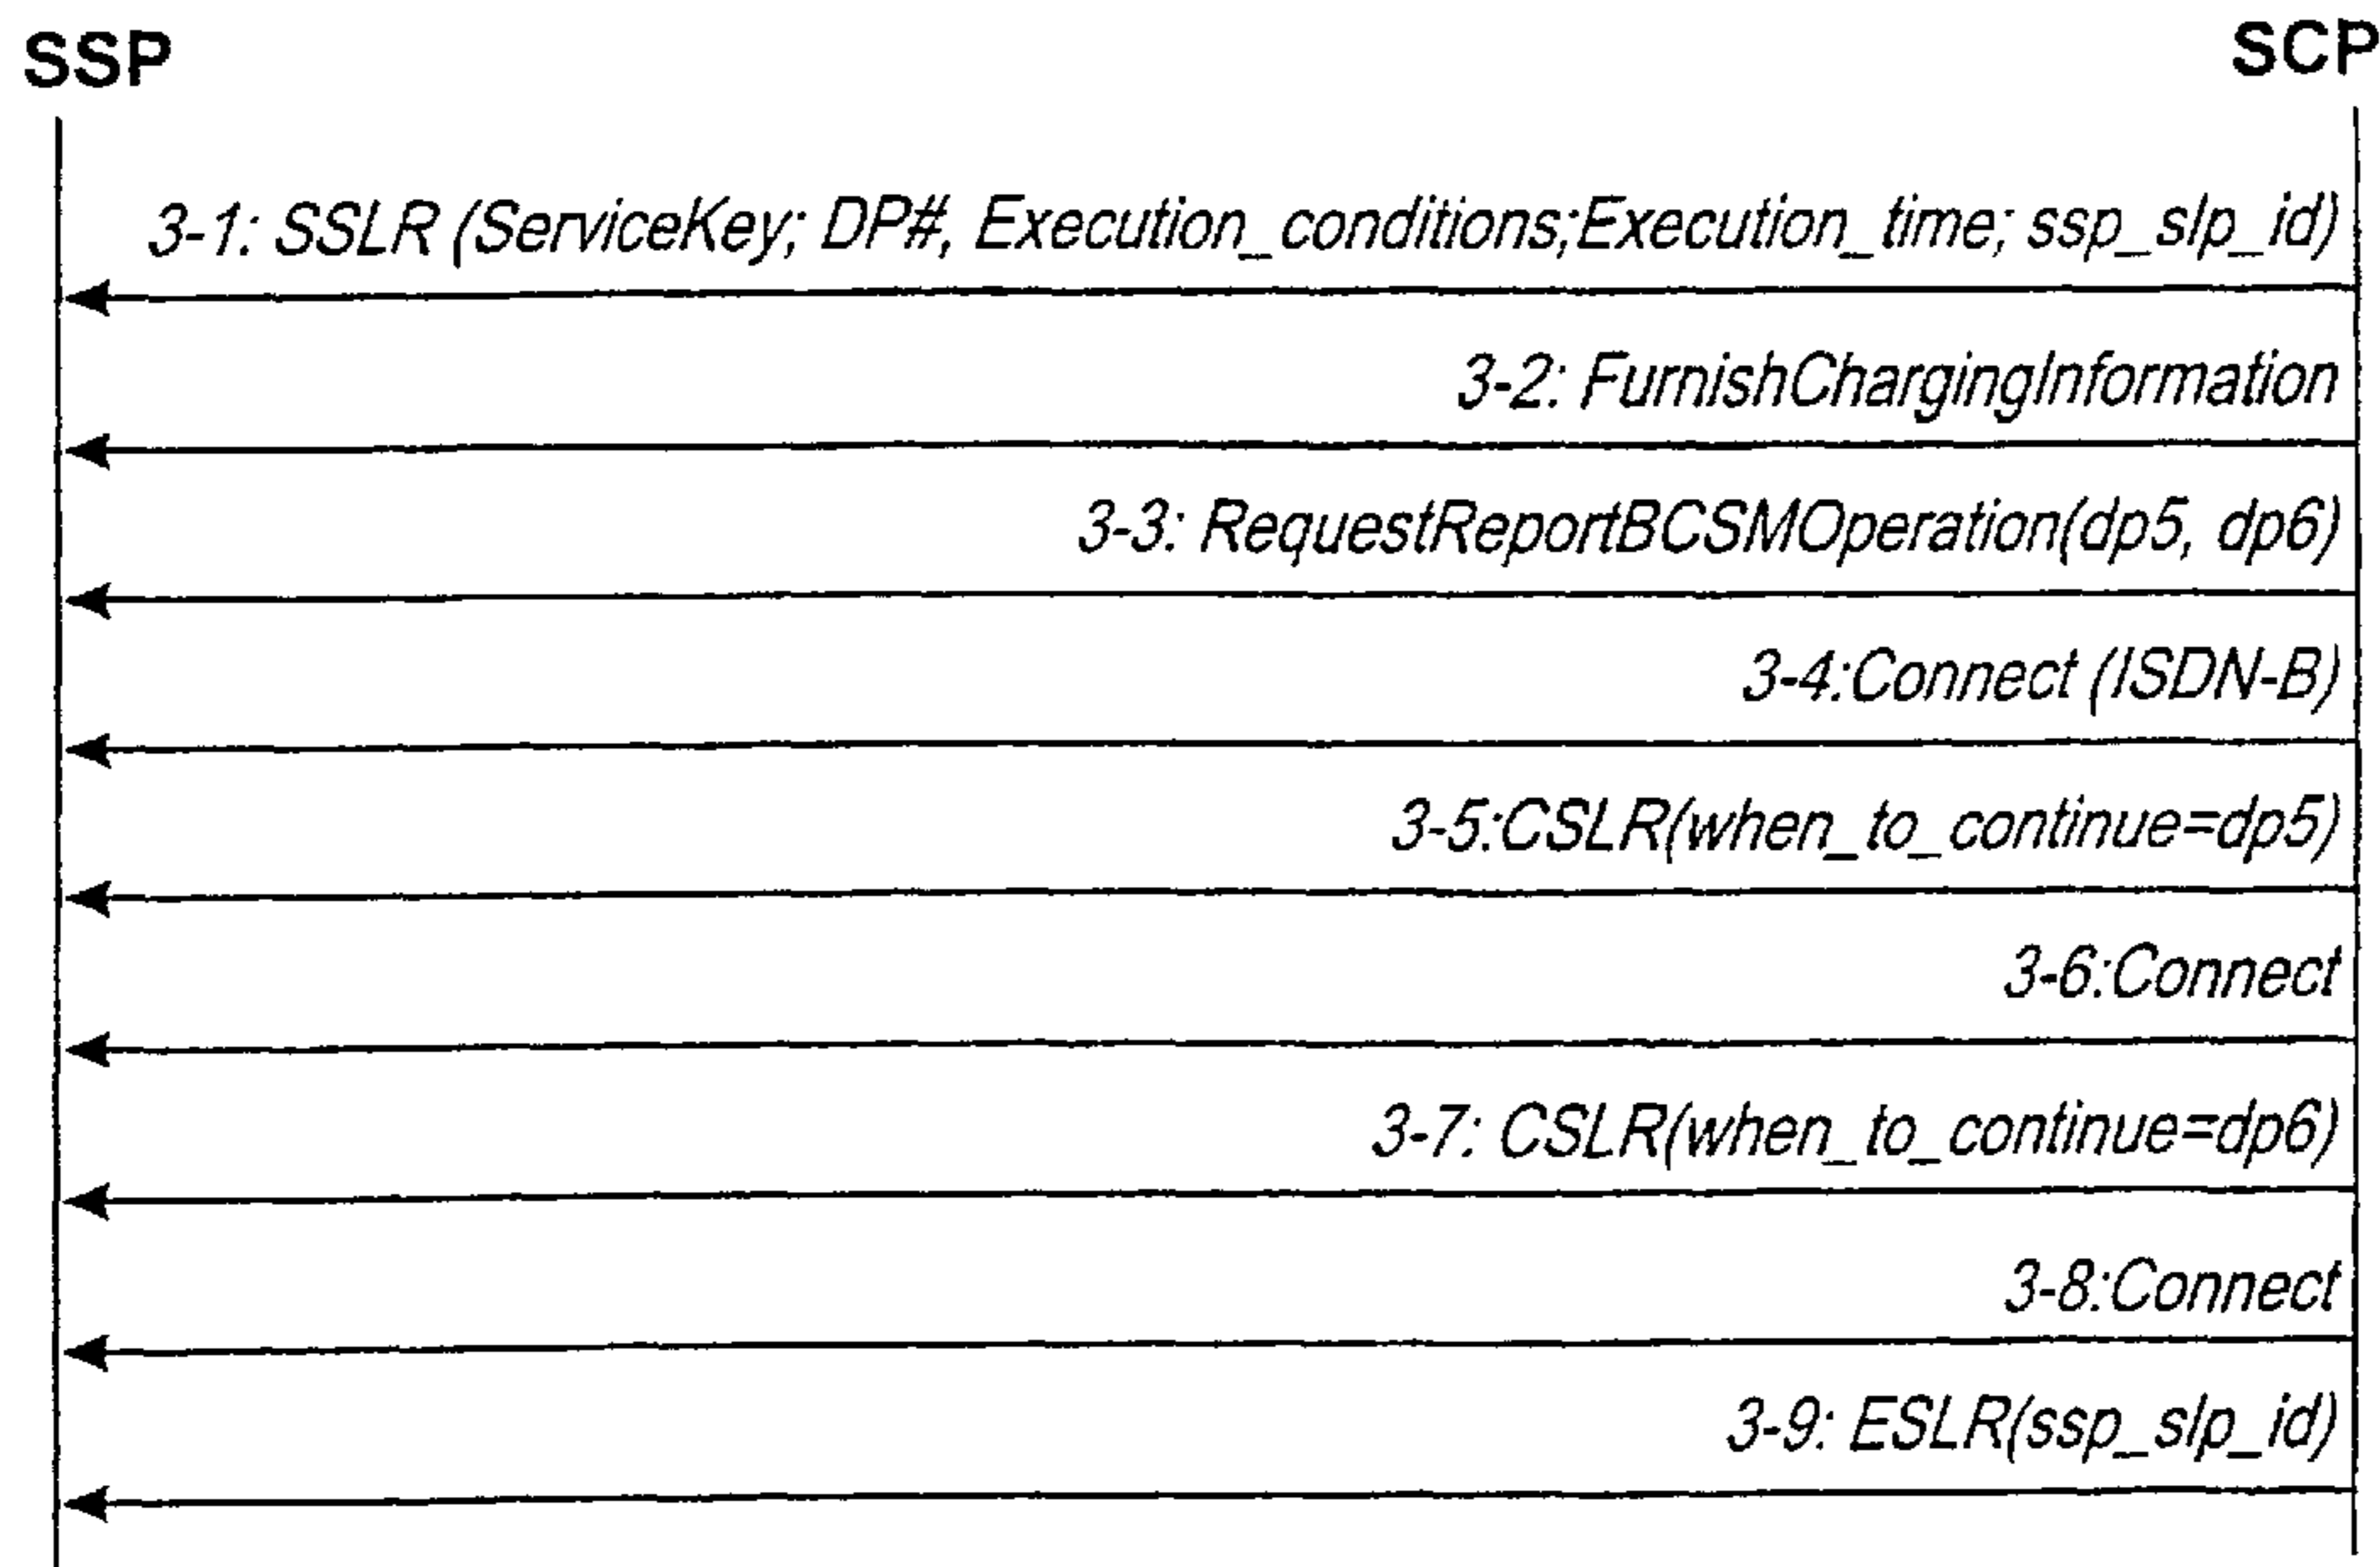 SSP SCP
3-1: SSLR (ServiceKey; DP#, Execution_conditions;Execution_time; ssp_slp_id)
3-2: FurnishChargingInformation
3-3: RequestReportBCSMOperation(dp5, dp6)
3-4:Connect (ISDN-B)
3-5:CSLR(when_to_continue=dp5)
3-6:Connect
3-7: CSLR(when_to_continue=dp6)
3-8:Connect
3-9: ESLR(ssp_slp_id)